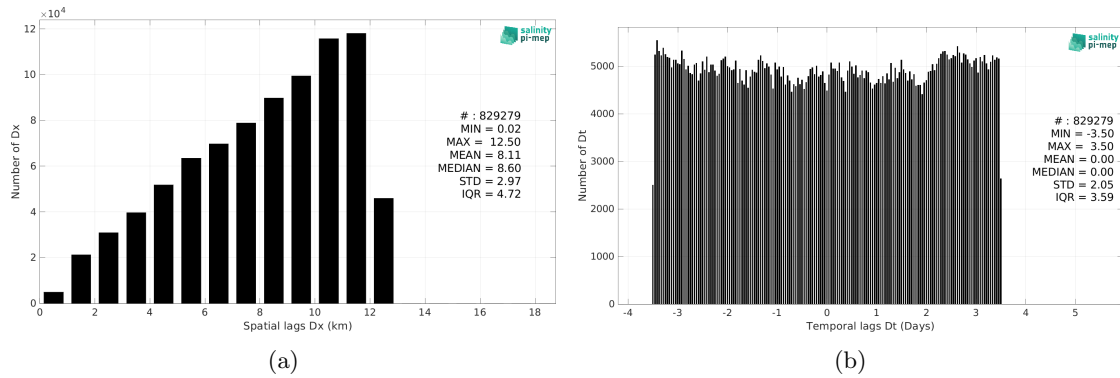 ×10⁴
12
10
8
6
4
2
0
Number of Dx
0 2 4 6 8 10 12 14 16 18
Spatial lags Dx (km)
salinity
pi-mep
# : 829279
MIN = 0.02
MAX = 12.50
MEAN = 8.11
MEDIAN = 8.60
STD = 2.97
IQR = 4.72
(a)
5000
4000
3000
2000
1000
0
Number of Dt
-4 -3 -2 -1 0 1 2 3 4 5
Temporal lags Dt (Days)
salinity
pi-mep
# : 829279
MIN = -3.50
MAX = 3.50
MEAN = 0.00
MEDIAN = 0.00
STD = 2.05
IQR = 3.59
(b)